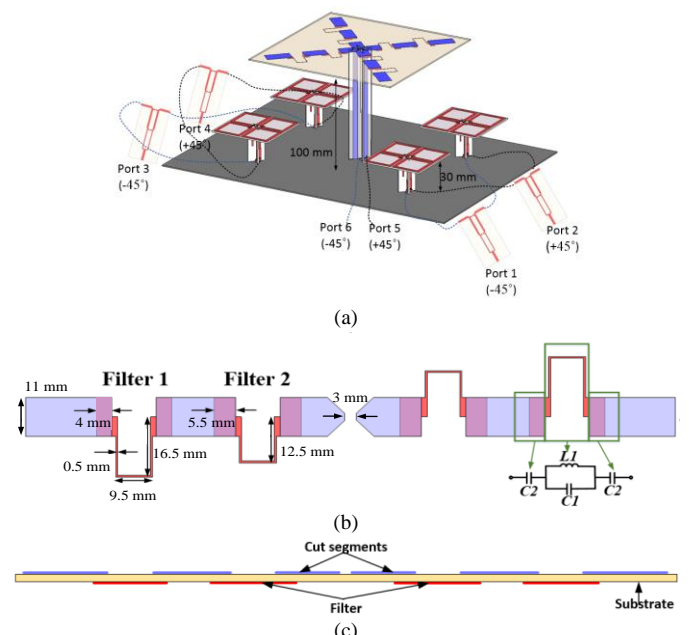 Port 4
(+45°)
Port 3
(-45°)
100 mm
30 mm
Port 6
(-45°)
Port 5
(+45°)
Port 2
(+45°)
Port 1
(-45°)
(a)
Filter 1
Filter 2
11 mm
3 mm
4 mm
5.5 mm
0.5 mm
16.5 mm
12.5 mm
9.5 mm
L1
C2
C1
C2
(b)
Cut segments
Filter
Substrate
(c)